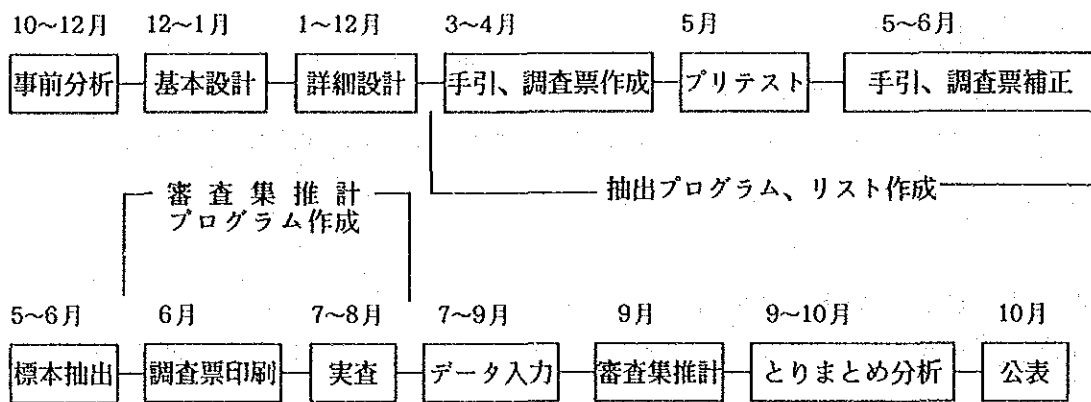 10～12月 12～1月 1～12月 3～4月 5月 5～6月
事前分析 基本設計 詳細設計 手引、調査票作成 プリテスト 手引、調査票補正
審査集推計
プログラム作成
抽出プログラム、リスト作成
5～6月 6月 7～8月 7～9月 9月 9～10月 10月
標本抽出 調査票印刷 実査 データ入力 審査集推計 とりまとめ分析 公表